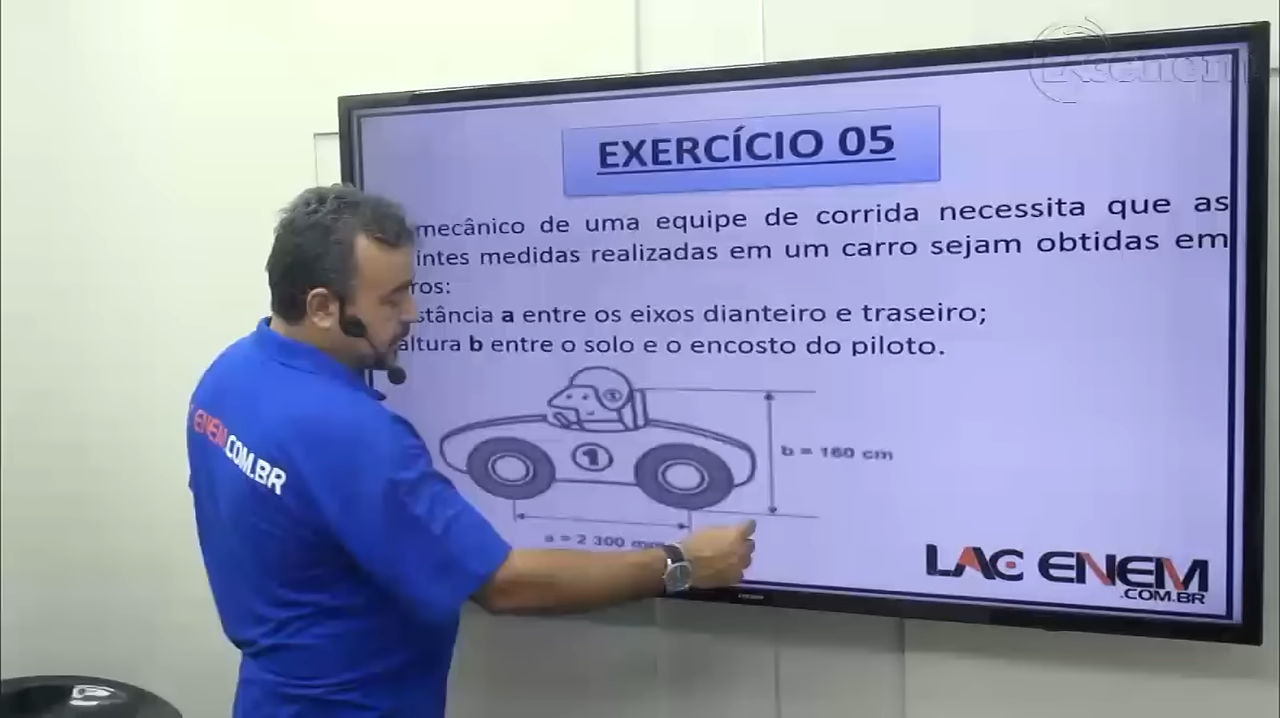 EXERCÍCIO 05
mecânico de uma equipe de corrida necessita que as
intes medidas realizadas em um carro sejam obtidas em
ros:
stância a entre os eixos dianteiro e traseiro;
altura b entre o solo e o encosto do piloto.
1
b = 160 cm
a = 2 300 mm
LAC ENEM
.COM.BR
ENEM.COM.BR